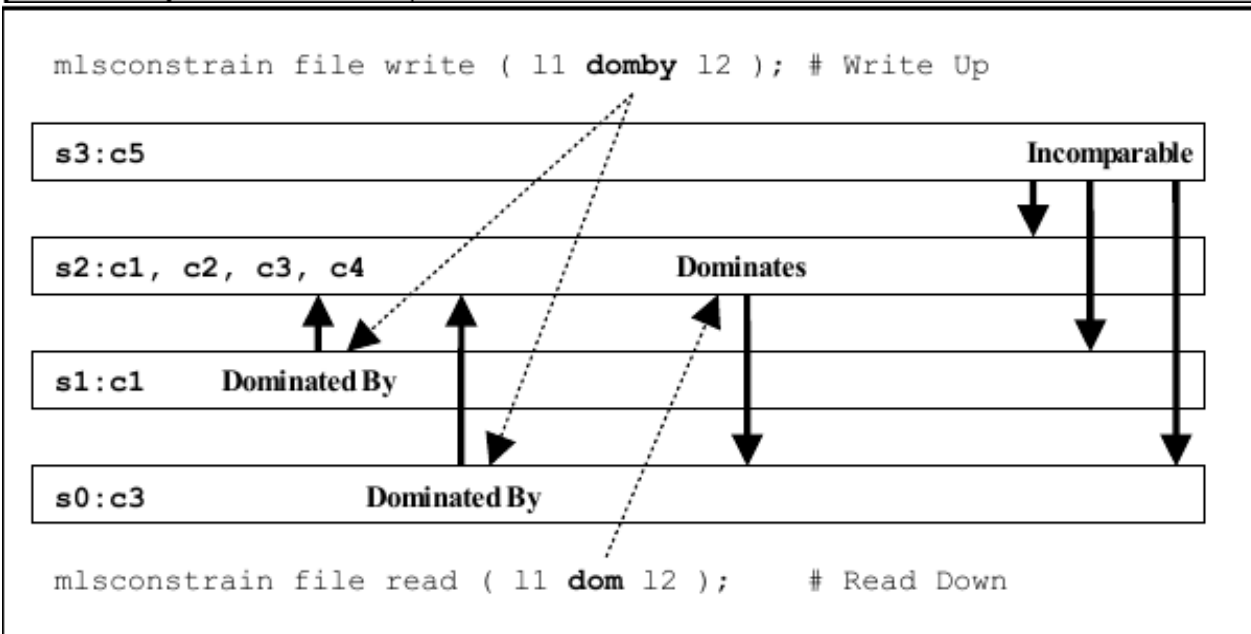 mlsconstrain file write ( l1 domby l2 ); # Write Up
s3:c5 Incomparable
s2:c1, c2, c3, c4 Dominates
s1:c1 Dominated By
s0:c3 Dominated By
mlsconstrain file read ( l1 dom l2 ); # Read Down